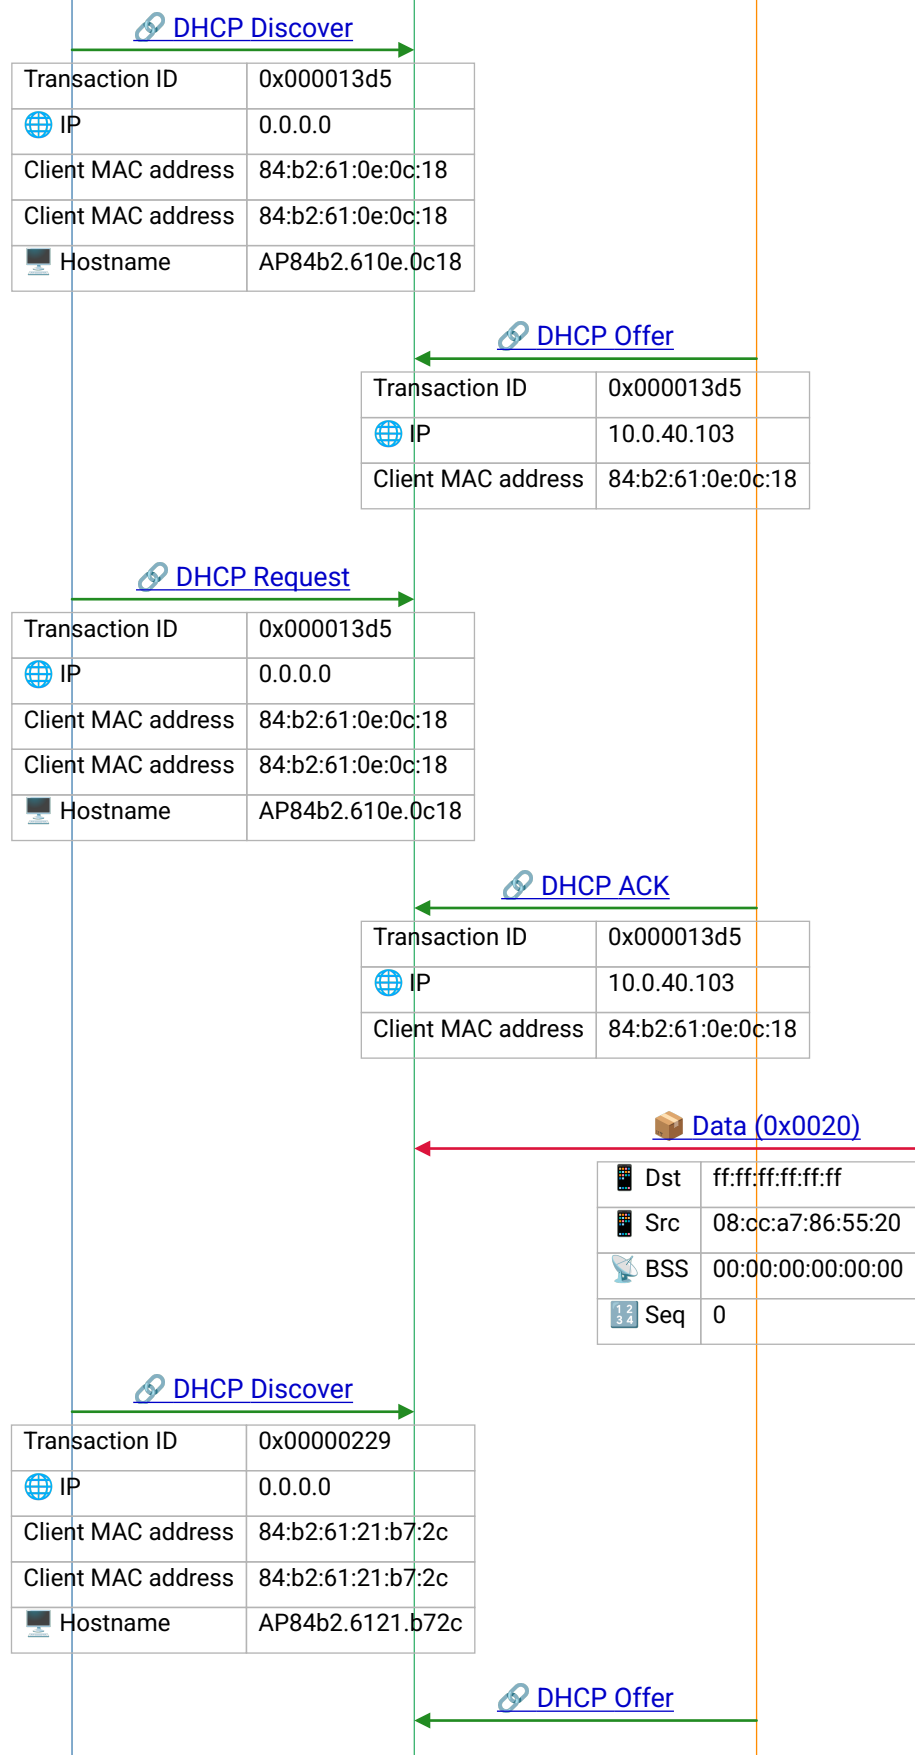 🔗 DHCP Discover
Transaction ID 0x000013d5
🌐 IP 0.0.0.0
Client MAC address 84:b2:61:0e:0c:18
Client MAC address 84:b2:61:0e:0c:18
🖥️ Hostname AP84b2.610e.0c18
🔗 DHCP Offer
Transaction ID 0x000013d5
🌐 IP 10.0.40.103
Client MAC address 84:b2:61:0e:0c:18
🔗 DHCP Request
Transaction ID 0x000013d5
🌐 IP 0.0.0.0
Client MAC address 84:b2:61:0e:0c:18
Client MAC address 84:b2:61:0e:0c:18
🖥️ Hostname AP84b2.610e.0c18
🔗 DHCP ACK
Transaction ID 0x000013d5
🌐 IP 10.0.40.103
Client MAC address 84:b2:61:0e:0c:18
📦 Data (0x0020)
📱 Dst ff:ff:ff:ff:ff:ff
📱 Src 08:cc:a7:86:55:20
📡 BSS 00:00:00:00:00:00
🔢 Seq 0
🔗 DHCP Discover
Transaction ID 0x00000229
🌐 IP 0.0.0.0
Client MAC address 84:b2:61:21:b7:2c
Client MAC address 84:b2:61:21:b7:2c
🖥️ Hostname AP84b2.6121.b72c
🔗 DHCP Offer